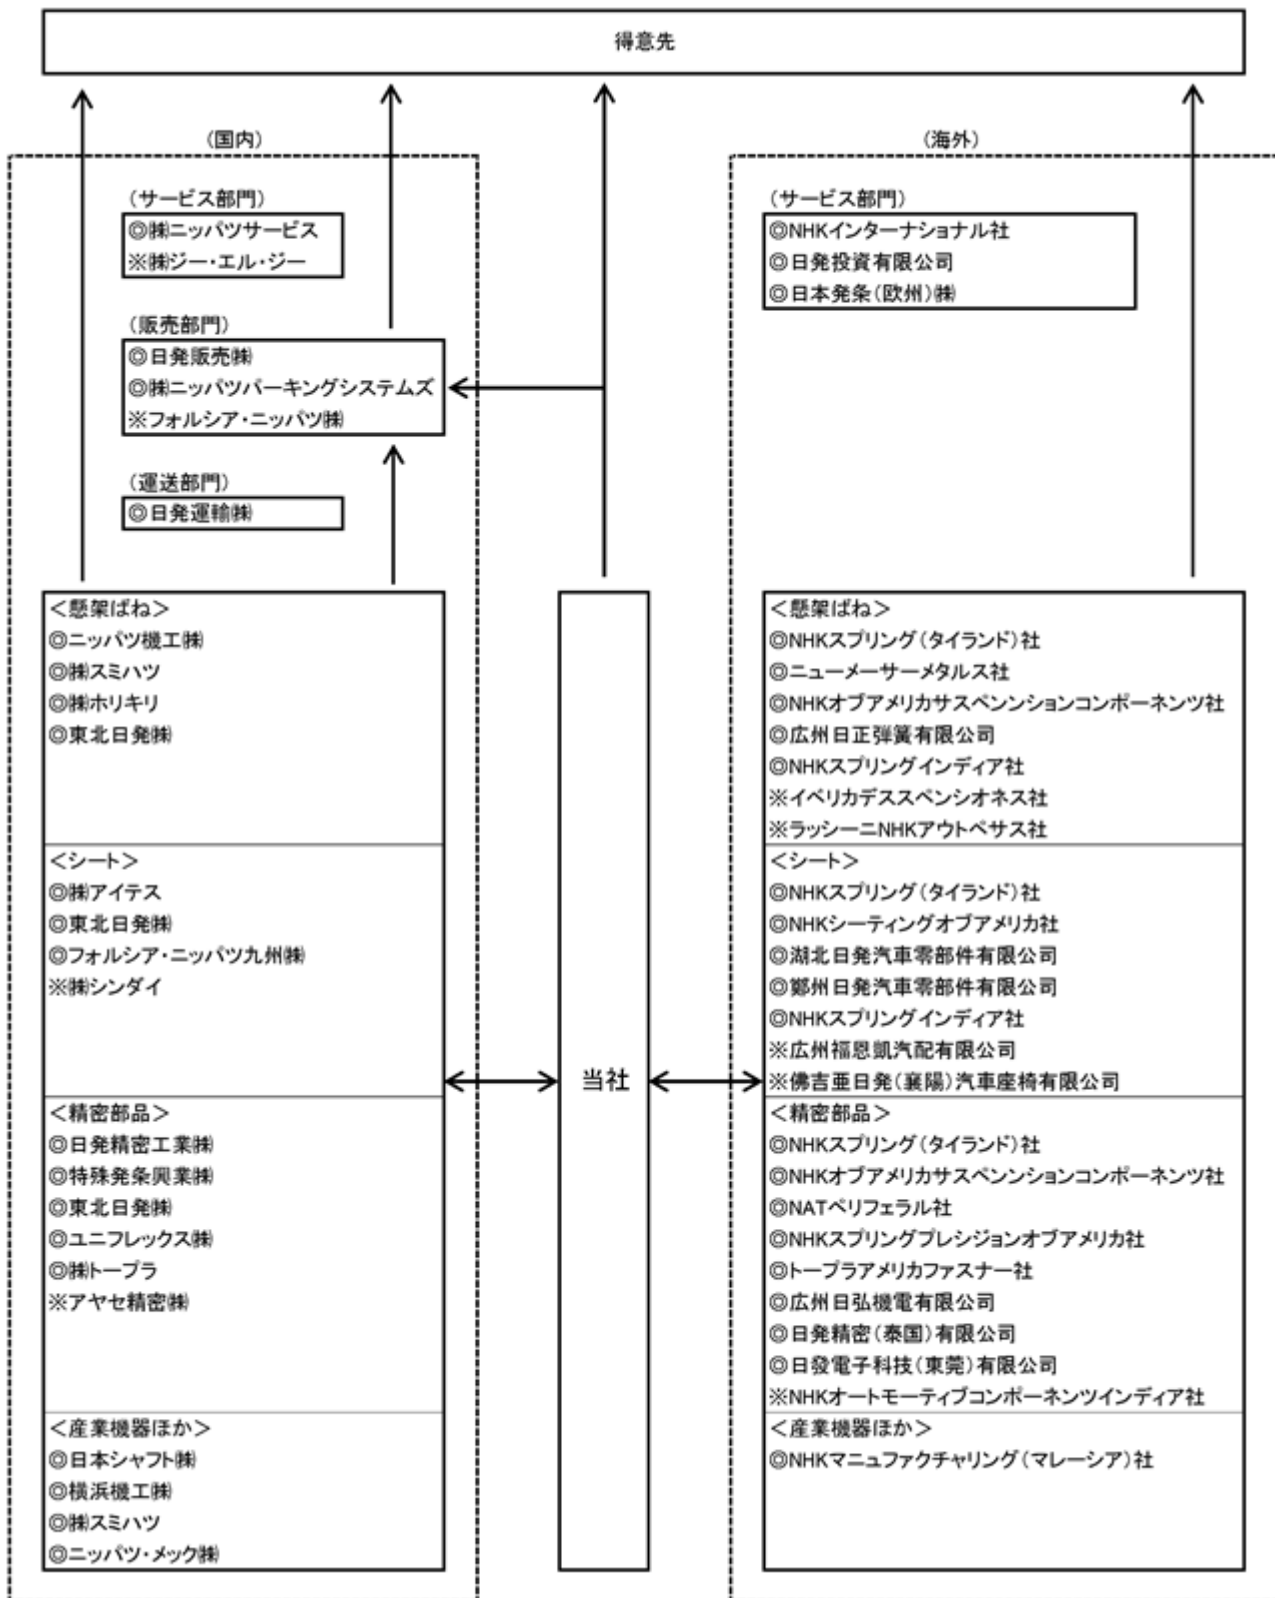 得意先
(国内)
(サービス部門)
◎㈱ニッパツサービス
※㈱ジー・エル・ジー
(販売部門)
◎日発販売㈱
◎㈱ニッパツパーキングシステムズ
※フォルシア・ニッパツ㈱
(運送部門)
◎日発運輸㈱
<懸架ばね>
◎ニッパツ機工㈱
◎㈱スミハツ
◎㈱ホリキリ
◎東北日発㈱
<シート>
◎㈱アイテス
◎東北日発㈱
◎フォルシア・ニッパツ九州㈱
※㈱シンダイ
<精密部品>
◎日発精密工業㈱
◎特殊発条興業㈱
◎東北日発㈱
◎ユニフレックス㈱
◎㈱トープラ
※アヤセ精密㈱
<産業機器ほか>
◎日本シャフト㈱
◎横浜機工㈱
◎㈱スミハツ
◎ニッパツ・メック㈱
当社
(海外)
(サービス部門)
◎NHKインターナショナル社
◎日発投資有限公司
◎日本発条(欧州)㈱
<懸架ばね>
◎NHKスプリング(タイランド)社
◎ニューメーサーメタルス社
◎NHKオブアメリカサスペンンションコンポーネンツ社
◎広州日正弾簧有限公司
◎NHKスプリングインディア社
※イベリカデススペンシオネス社
※ラッシーニNHKアウトペサス社
<シート>
◎NHKスプリング(タイランド)社
◎NHKシーティングオブアメリカ社
◎湖北日発汽車零部件有限公司
◎鄭州日発汽車零部件有限公司
◎NHKスプリングインディア社
※広州福恩凱汽配有限公司
※佛吉亜日発(襄陽)汽車座椅有限公司
<精密部品>
◎NHKスプリング(タイランド)社
◎NHKオブアメリカサスペンンションコンポーネンツ社
◎NATペリフェラル社
◎NHKスプリングプレシジョンオブアメリカ社
◎トープラアメリカファスナー社
◎広州日弘機電有限公司
◎日発精密(泰国)有限公司
◎日發電子科技(東莞)有限公司
※NHKオートモーティブコンポーネンツインディア社
<産業機器ほか>
◎NHKマニュファクチャリング(マレーシア)社